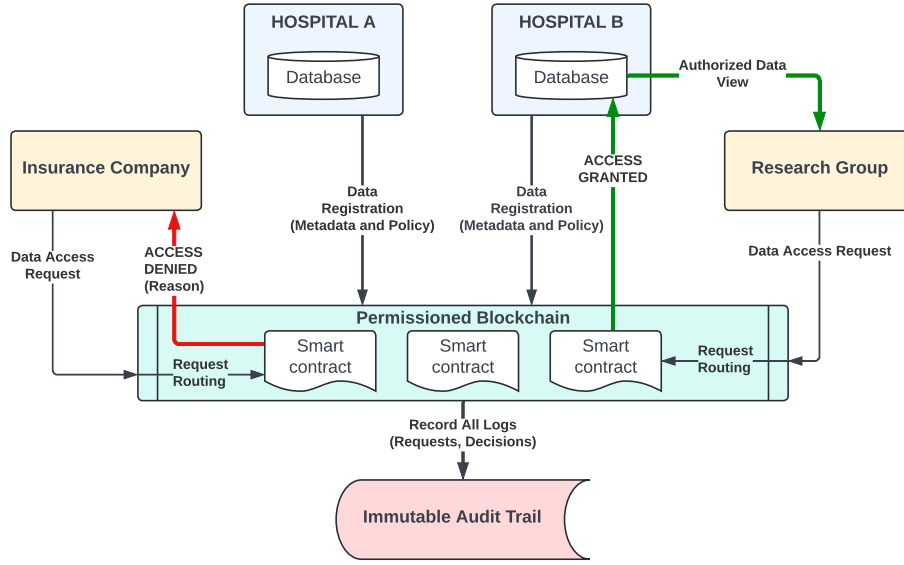 HOSPITAL A
Database
HOSPITAL B
Database
Authorized Data
View
Insurance Company
Research Group
ACCESS
GRANTED
Data
Registration
(Metadata and Policy)
Data
Registration
(Metadata and Policy)
Data Access
Request
ACCESS
DENIED
(Reason)
Data Access Request
Permissioned Blockchain
Request
Routing
Smart
contract
Smart
contract
Smart
contract
Request
Routing
Record All Logs
(Requests, Decisions)
Immutable Audit Trail